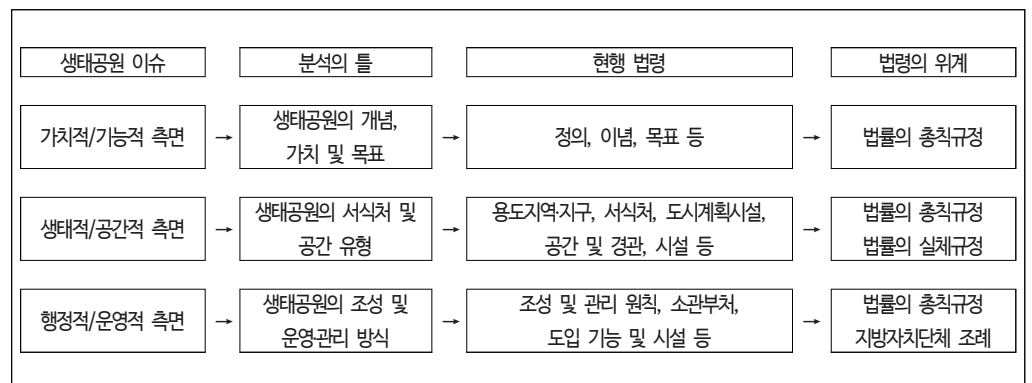 생태공원 이슈
분석의 틀
현행 법령
법령의 위계
가치적/기능적 측면
→
생태공원의 개념,
가치 및 목표
→
정의, 이념, 목표 등
→
법률의 총칙규정
생태적/공간적 측면
→
생태공원의 서식처 및
공간 유형
→
용도지역·지구, 서식처, 도시계획시설,
공간 및 경관, 시설 등
→
법률의 총칙규정
법률의 실체규정
행정적/운영적 측면
→
생태공원의 조성 및
운영·관리 방식
→
조성 및 관리 원칙, 소관부처,
도입 기능 및 시설 등
→
법률의 총칙규정
지방자치단체 조례